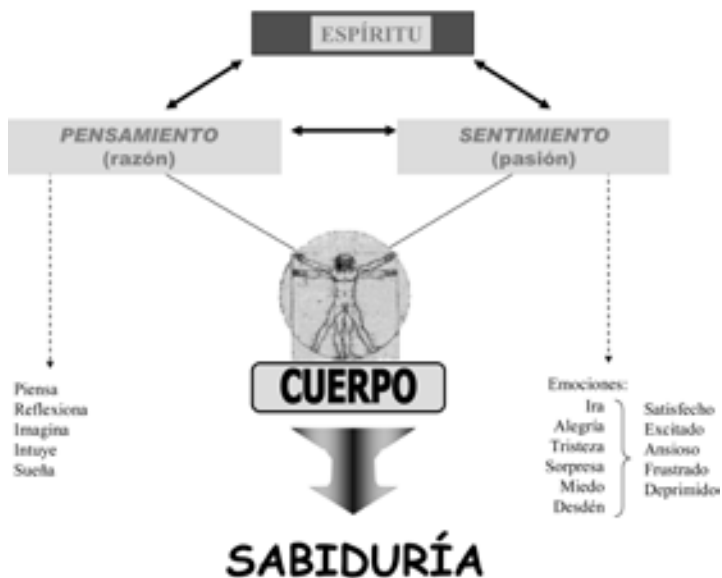 ESPÍRITU
PENSAMIENTO
(razón)
SENTIMIENTO
(pasión)
CUERPO
Piensa
Reflexiona
Imagina
Intuye
Sueña
Emociones:
Ira
Alegría
Tristeza
Sorpresa
Miedo
Desdén
Satisfecho
Excitado
Ansioso
Frustrado
Deprimidos
SABIDURÍA